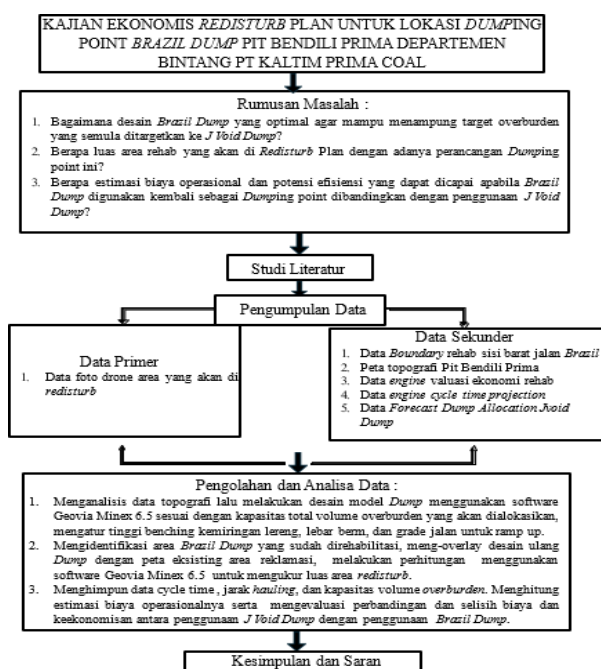 KAJIAN EKONOMIS REDISTURB PLAN UNTUK LOKASI DUMPING
POINT BRAZIL DUMP PIT BENDILI PRIMA DEPARTEMEN
BINTANG PT KALTIM PRIMA COAL
Rumusan Masalah :
1. Bagaimana desain Brazil Dump yang optimal agar mampu menampung target overburden
yang semula ditargetkan ke J Void Dump?
2. Berapa luas area rehab yang akan di Redisturb Plan dengan adanya perancangan Dumping
point ini?
3. Berapa estimasi biaya operasional dan potensi efisiensi yang dapat dicapai apabila Brazil
Dump digunakan kembali sebagai Dumping point dibandingkan dengan penggunaan J Void
Dump?
Studi Literatur
Pengumpulan Data
Data Primer
1. Data foto drone area yang akan di
redisturb
Data Sekunder
1. Data Boundary rehab sisi barat jalan Brazil
2. Peta topografi Pit Bendili Prima
3. Data engine valuasi ekonomi rehab
4. Data engine cycle time projection
5. Data Forecast Dump Allocation Jvoid
Dump
Pengolahan dan Analisa Data :
1. Menganalisis data topografi lalu melakukan desain model Dump menggunakan software
Geovia Minex 6.5 sesuai dengan kapasitas total volume overburden yang akan dialokasikan,
mengatur tinggi benching kemiringan lereng, lebar berm, dan grade jalan untuk ramp up.
2. Mengidentifikasi area Brazil Dump yang sudah direhabilitasi, meng-overlay desain ulang
Dump dengan peta eksisting area reklamasi, melakukan perhitungan menggunakan
software Geovia Minex 6.5 untuk mengukur luas area redisturb.
3. Menghimpun data cycle time , jarak hauling, dan kapasitas volume overburden. Menghitung
estimasi biaya operasionalnya serta mengevaluasi perbandingan dan selisih biaya dan
keekonomisan antara penggunaan J Void Dump dengan penggunaan Brazil Dump.
Kesimpulan dan Saran